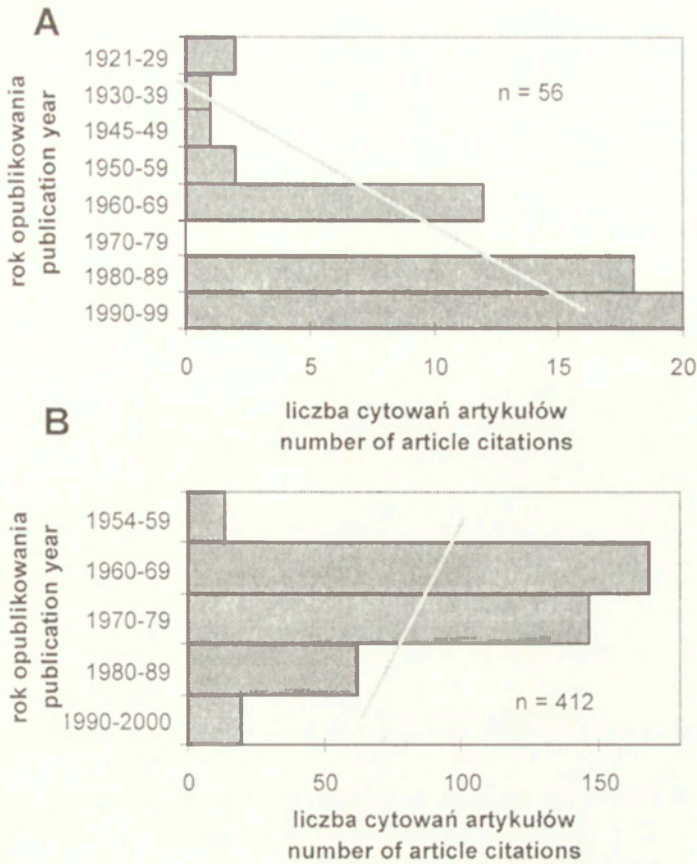 A
rok opublikowania
publication year
1921-29
1930-39
1945-49
1950-59
1960-69
1970-79
1980-89
1990-99
n = 56
0 5 10 15 20
liczba cytowań artykułów
number of article citations
B
rok opublikowania
publication year
1954-59
1960-69
1970-79
1980-89
1990-2000
n = 412
0 50 100 150
liczba cytowań artykułów
number of article citations